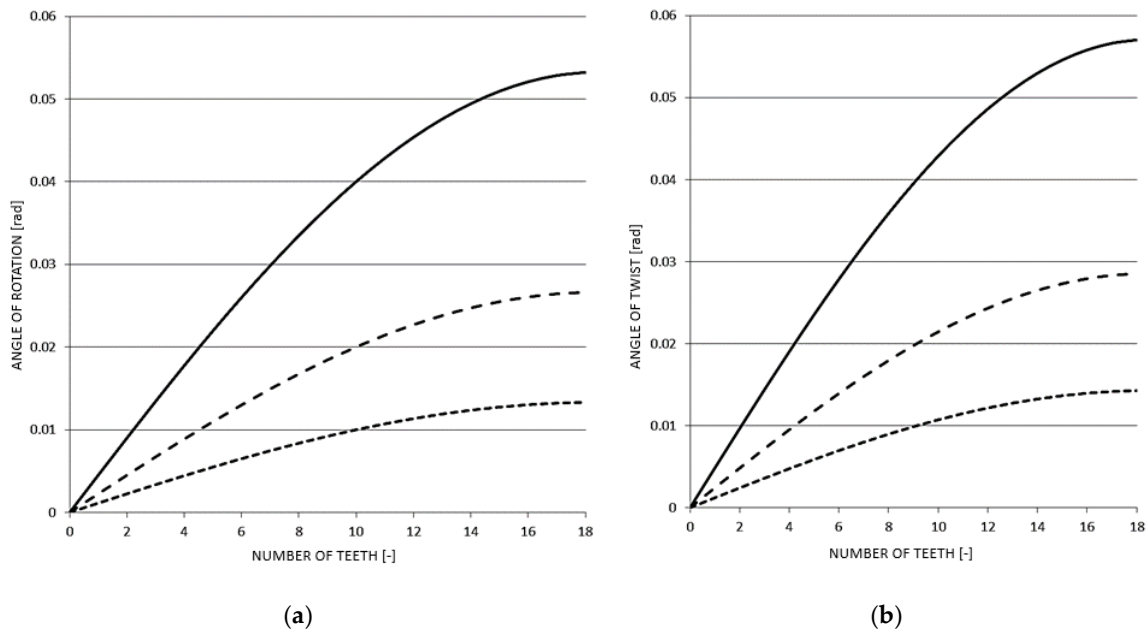 0.06
0.05
0.04
0.03
0.02
0.01
0
ANGLE OF ROTATION [rad]
0 2 4 6 8 10 12 14 16 18
NUMBER OF TEETH [-]
(a)
0.06
0.05
0.04
0.03
0.02
0.01
0
ANGLE OF TWIST [rad]
0 2 4 6 8 10 12 14 16 18
NUMBER OF TEETH [-]
(b)